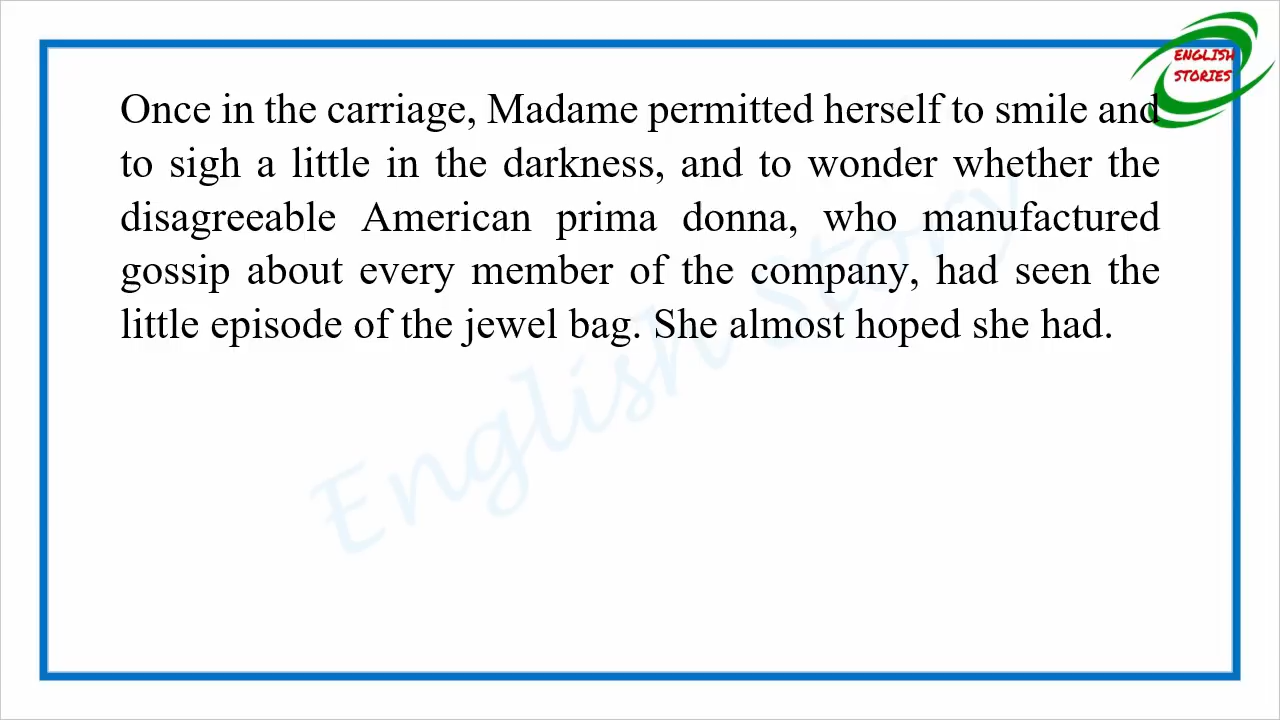 ENGLISH
STORIES
Once in the carriage, Madame permitted herself to smile and
to sigh a little in the darkness, and to wonder whether the
disagreeable American prima donna, who manufactured
gossip about every member of the company, had seen the
little episode of the jewel bag. She almost hoped she had.
English Story